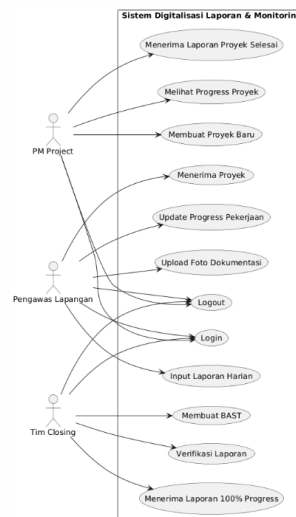 Sistem Digitalisasi Laporan & Monitorin
Menerima Laporan Proyek Selesai
Melihat Progress Proyek
Membuat Proyek Baru
PM Project
Menerima Proyek
Update Progress Pekerjaan
Upload Foto Dokumentasi
Pengawas Lapangan
Logout
Login
Input Laporan Harian
Tim Closing
Membuat BAST
Verifikasi Laporan
Menerima Laporan 100% Progress